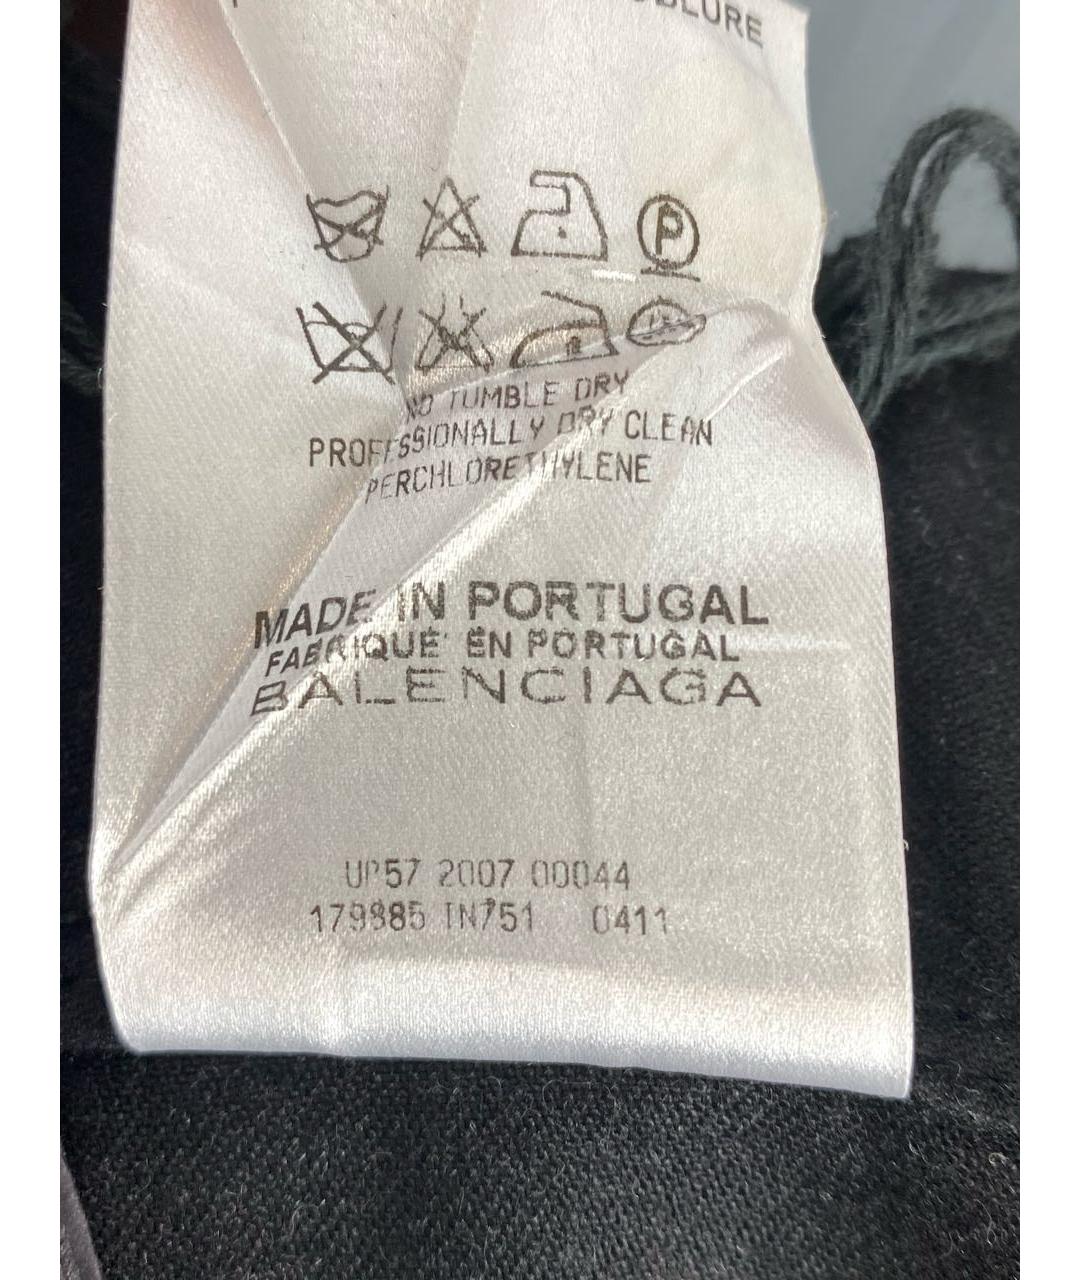 P
NO TUMBLE DRY
PROFESSIONALLY DRY CLEAN
PERCHLORETHYLENE
MADE IN PORTUGAL
FABRIQUÉ EN PORTUGAL
BALENCIAGA
UP57 2007 00044
179985 IN751 0411